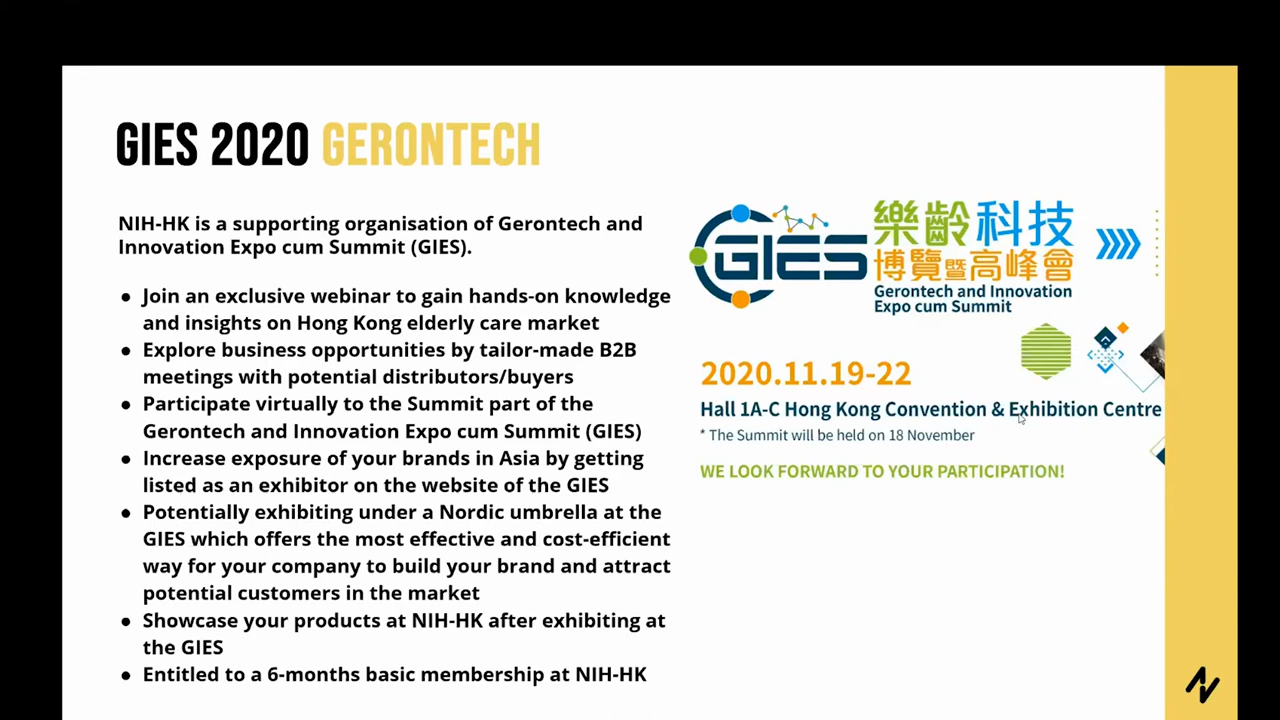 GIES 2020 GERONTECH
NIH-HK is a supporting organisation of Gerontech and
Innovation Expo cum Summit (GIES).
● Join an exclusive webinar to gain hands-on knowledge
and insights on Hong Kong elderly care market
● Explore business opportunities by tailor-made B2B
meetings with potential distributors/buyers
● Participate virtually to the Summit part of the
Gerontech and Innovation Expo cum Summit (GIES)
● Increase exposure of your brands in Asia by getting
listed as an exhibitor on the website of the GIES
● Potentially exhibiting under a Nordic umbrella at the
GIES which offers the most effective and cost-efficient
way for your company to build your brand and attract
potential customers in the market
● Showcase your products at NIH-HK after exhibiting at
the GIES
● Entitled to a 6-months basic membership at NIH-HK
GIES
樂齡科技
博覽暨高峰會
Gerontech and Innovation
Expo cum Summit
2020.11.19-22
Hall 1A-C Hong Kong Convention & Exhibition Centre
* The Summit will be held on 18 November
WE LOOK FORWARD TO YOUR PARTICIPATION!